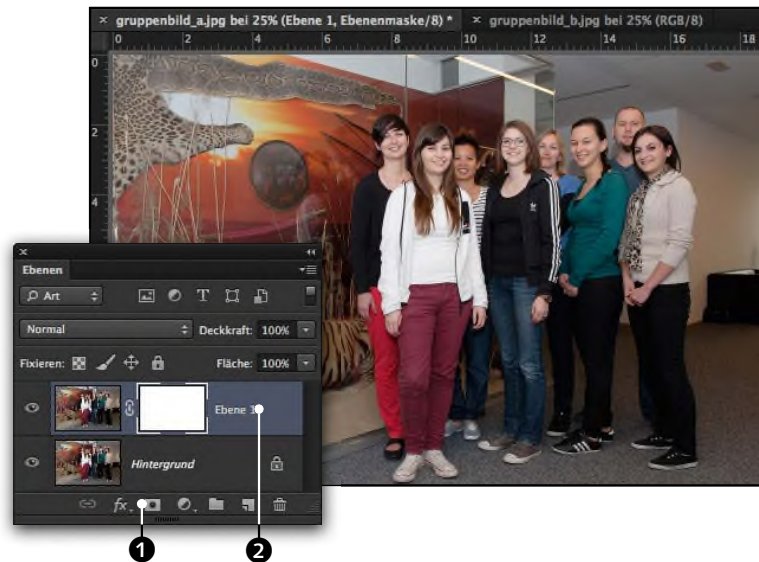 × gruppenbild_a.jpg bei 25% (Ebene 1, Ebenenmaske/8) * × gruppenbild_b.jpg bei 25% (RGB/8)
0 2 4 6 8 10 12 14 16 18
0
2
4
Ebenen
Art
Normal Deckkraft: 100%
Fixieren: Fläche: 100%
Ebene 1
Hintergrund
fx
1 2